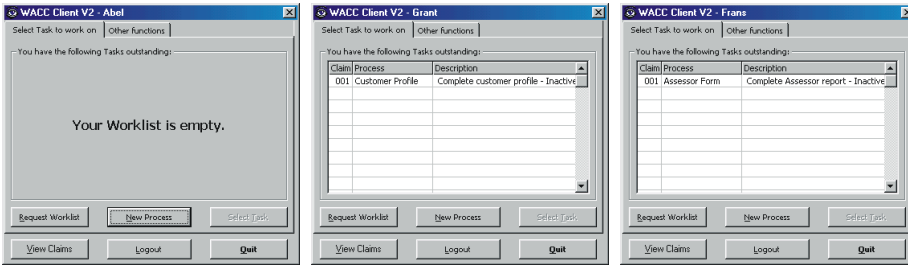 WACC Client V2 - Abel
Select Task to work on Other functions
You have the following Tasks outstanding:
Your Worklist is empty.
Request Worklist New Process Select Task
View Claims Logout Quit
WACC Client V2 - Grant
Select Task to work on Other functions
You have the following Tasks outstanding:
Claim Process Description
001 Customer Profile Complete customer profile - Inactive
Request Worklist New Process Select Task
View Claims Logout Quit
WACC Client V2 - Frans
Select Task to work on Other functions
You have the following Tasks outstanding:
Claim Process Description
001 Assessor Form Complete Assessor report - Inactive
Request Worklist New Process Select Task
View Claims Logout Quit